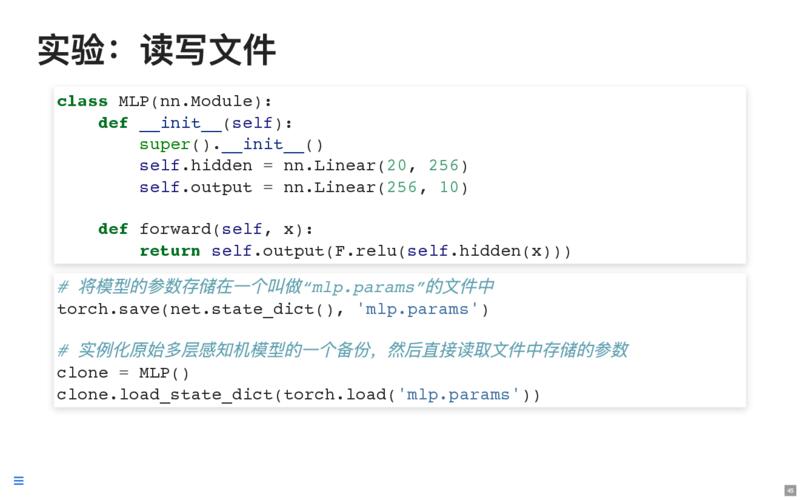 实验：读写文件
class MLP(nn.Module):
    def __init__(self):
        super().__init__()
        self.hidden = nn.Linear(20, 256)
        self.output = nn.Linear(256, 10)
    def forward(self, x):
        return self.output(F.relu(self.hidden(x)))
# 将模型的参数存储在一个叫做“mlp.params”的文件中
torch.save(net.state_dict(), 'mlp.params')
# 实例化原始多层感知机模型的一个备份，然后直接读取文件中存储的参数
clone = MLP()
clone.load_state_dict(torch.load('mlp.params'))
45